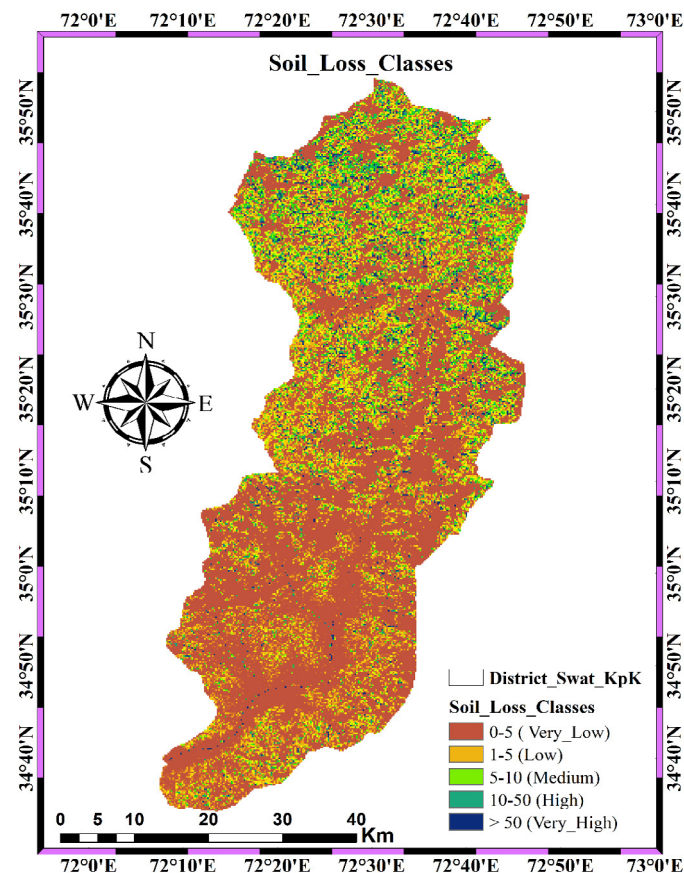 72°0'E 72°10'E 72°20'E 72°30'E 72°40'E 72°50'E 73°0'E
Soil_Loss_Classes
35°50'N 35°50'N
35°40'N 35°40'N
35°30'N 35°30'N
N
35°20'N 35°20'N
W E
S
35°10'N 35°10'N
35°0'N 35°0'N
34°50'N 34°50'N
District_Swat_KpK
Soil_Loss_Classes
0-5 ( Very_Low)
1-5 (Low)
34°40'N 34°40'N
5-10 (Medium)
10-50 (High)
> 50 (Very_High)
0 5 10 20 30 40
Km
72°0'E 72°10'E 72°20'E 72°30'E 72°40'E 72°50'E 73°0'E